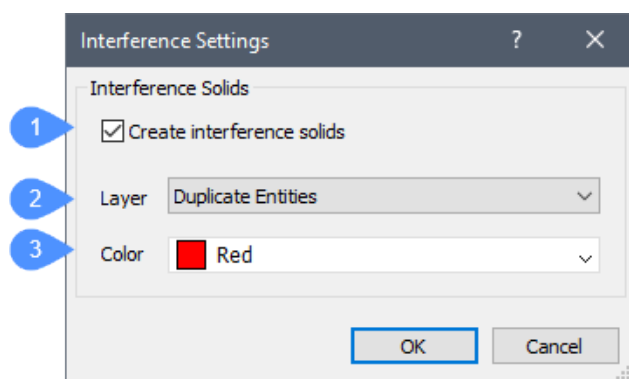 Interference Settings ?
Interference Solids
1 Create interference solids
2 Layer Duplicate Entities
3 Color Red
OK Cancel